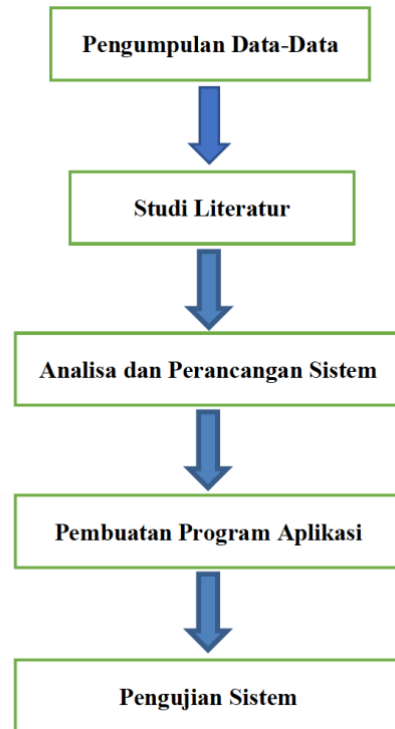 Pengumpulan Data-Data
Studi Literatur
Analisa dan Perancangan Sistem
Pembuatan Program Aplikasi
Pengujian Sistem